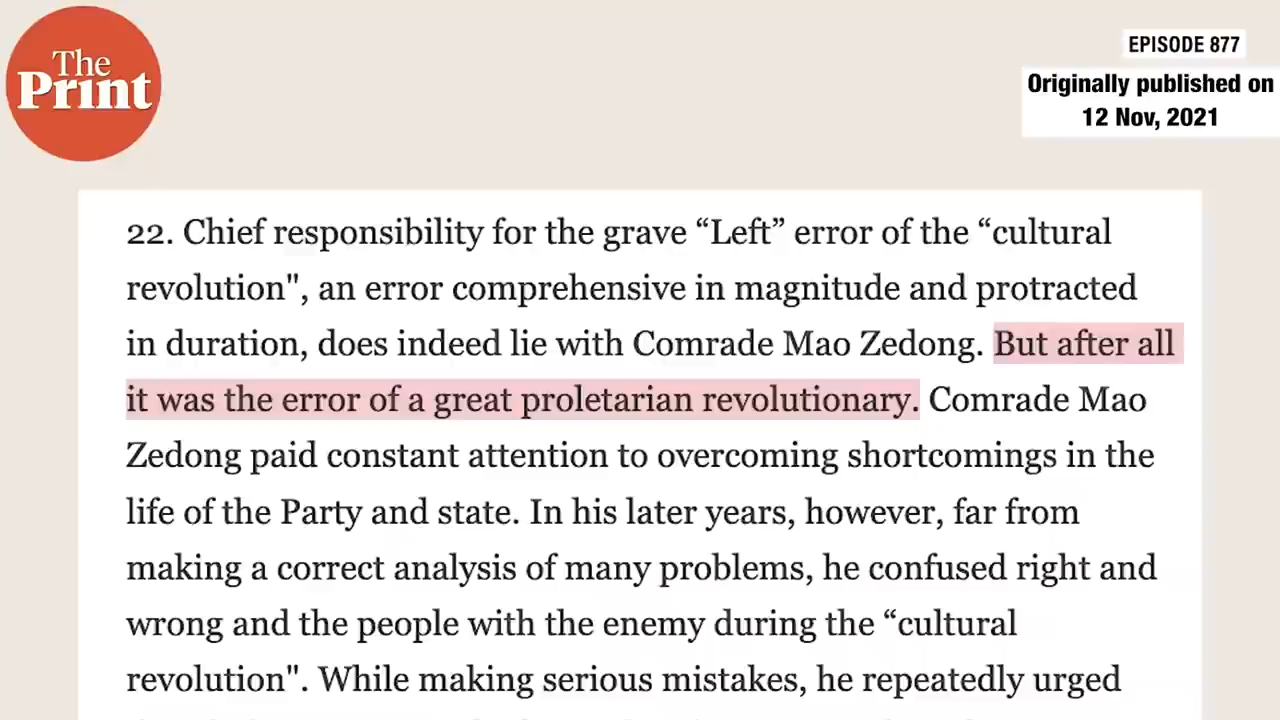 The
Print
EPISODE 877
Originally published on
12 Nov, 2021
22. Chief responsibility for the grave “Left” error of the “cultural
revolution", an error comprehensive in magnitude and protracted
in duration, does indeed lie with Comrade Mao Zedong. But after all
it was the error of a great proletarian revolutionary. Comrade Mao
Zedong paid constant attention to overcoming shortcomings in the
life of the Party and state. In his later years, however, far from
making a correct analysis of many problems, he confused right and
wrong and the people with the enemy during the “cultural
revolution". While making serious mistakes, he repeatedly urged